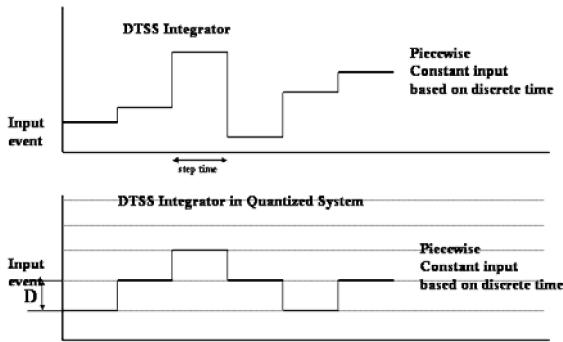 DTSS Integrator
Piecewise
Constant input
based on discrete time
Input
event
step time
DTSS Integrator in Quantized System
Piecewise
Constant input
based on discrete time
Input
event
D